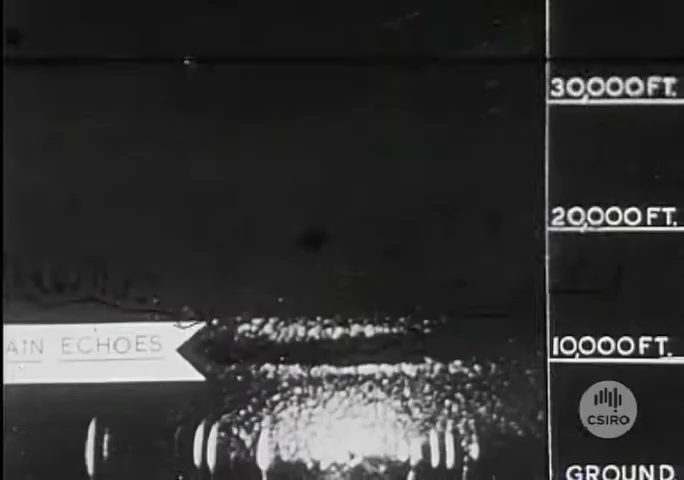 30,000 FT.
20,000 FT.
AIN ECHOES
10,000 FT.
CSIRO
GROUND